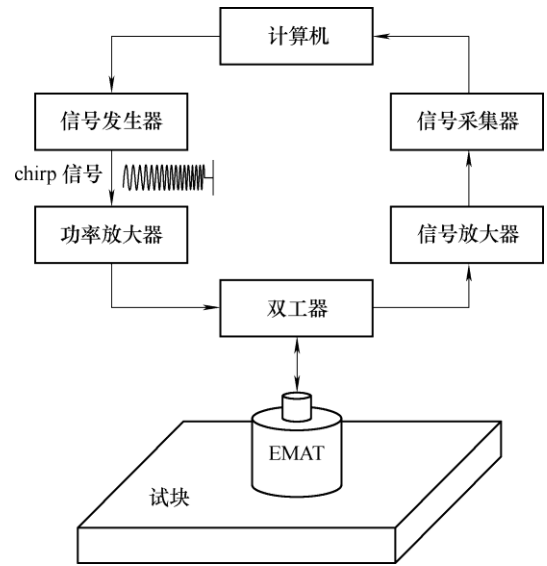 计算机
信号发生器
信号采集器
chirp 信号
功率放大器
信号放大器
双工器
EMAT
试块